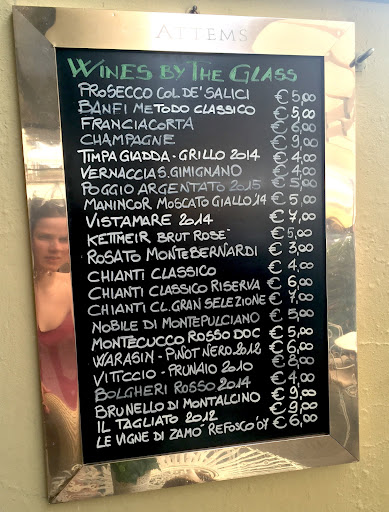 ATTEMS
WINES BY THE GLASS
PROSECCO COL DE' SALICI €5,00
BANFI METODO CLASSICO €5,00
FRANCIACORTA €6,00
CHAMPAGNE €9,00
TIMPA GIADDA - GRILLO 2014 €4,00
VERNACCIA S. GIMIGNANO €4,00
POGGIO ARGENTATO 2015 €5,00
MANINCOR MOSCATO GIALLO '14 €5,00
VISTAMARE 2014 €7,00
KETTMEIR BRUT ROSE' €5,00
ROSATO MONTEBERNARDI €3,00
CHIANTI CLASSICO €4,00
CHIANTI CLASSICO RISERVA €6,00
CHIANTI CL. GRAN SELEZIONE €7,00
NOBILE DI MONTEPULCIANO €5,00
MONTECUCCO ROSSO DOC €5,00
WARASIN - PINOT NERO 2012 €6,00
VITICCIO - PRUNAIO 2010 €8,00
BOLGHERI ROSSO 2014 €4,00
BRUNELLO DI MONTALCINO €9,00
IL TAGLIATO 2012 €9,00
LE VIGNE DI ZAMÓ REFOSCO €6,00